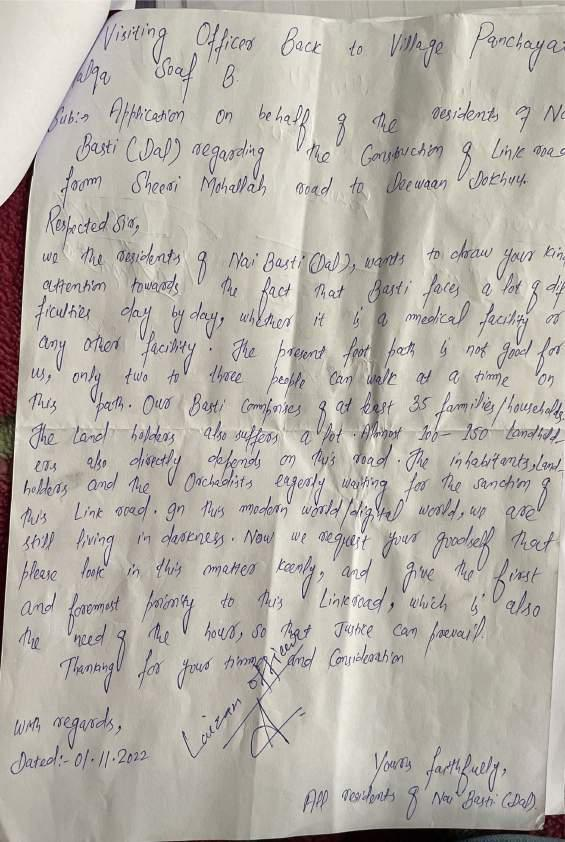 Visiting Officer Back to Village Panchaya
Soaf B.
Sub:- Application on behalf of the residents of N
Basti (Dal) regarding the Construction of Link road
from Sheeri Mohallah road to Deewaan Dokhuy.
Respected Sir,
we the residents of Nai Basti (Dal), wants to draw your kin
attention towards the fact that Basti faces a lot of dif
ficulties day by day, whether it is a medical facility or
any other facility. The present foot path is not good for
us, only two to three people can walk at a time on
this path. Our Basti Comprises of at least 35 families/households
The land holders also suffers a lot. Almost 200-250 Landhold
ers also directly depends on this road. The inhabitants, Land
holders and the Orchadists eagerly waiting for the sanction of
this Link road. In this modern world/digital world, we are
still living in darkness. Now we request your goodself that
please look in this matter keenly, and give the first
and foremost priority to this Linkroad, which is also
the need of the hour, so that Justice can prevail.
Thanking for your time and Consideration
Laizan officer
with regards,
Dated:- 01.11.2022
Yours faithfully,
All residents of Nai Basti (Dal).